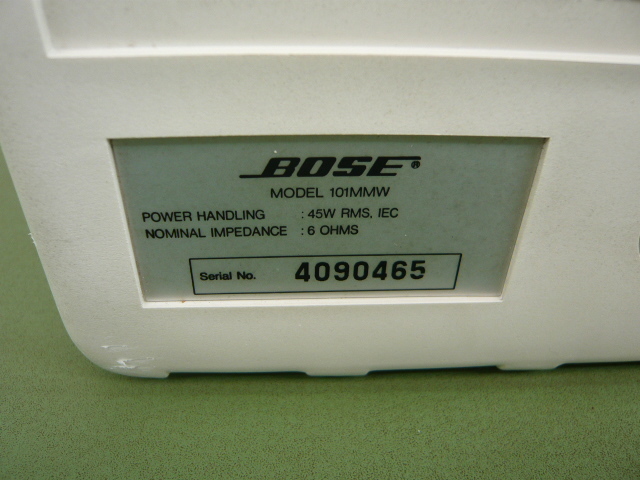 BOSE®
MODEL 101MMW
POWER HANDLING : 45W RMS, IEC
NOMINAL IMPEDANCE : 6 OHMS
Serial No. 4090465